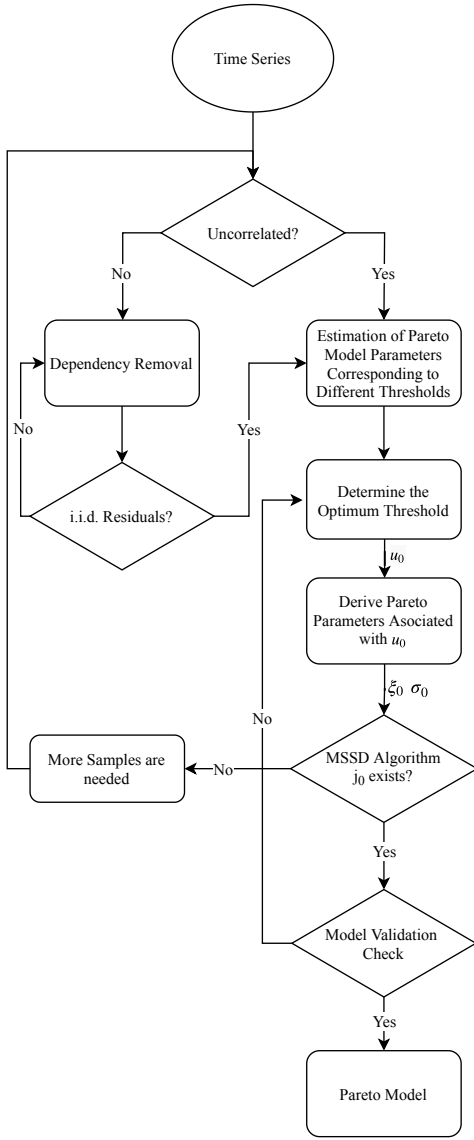 Time Series
Uncorrelated?
No
Yes
Dependency Removal
Estimation of Pareto
Model Parameters
Corresponding to
Different Thresholds
No
Yes
i.i.d. Residuals?
Determine the
Optimum Threshold
u₀
Derive Pareto
Parameters Asociated
with u₀
ξ₀ σ₀
No
More Samples are
needed
No
MSSD Algorithm
j₀ exists?
Yes
Model Validation
Check
Yes
Pareto Model